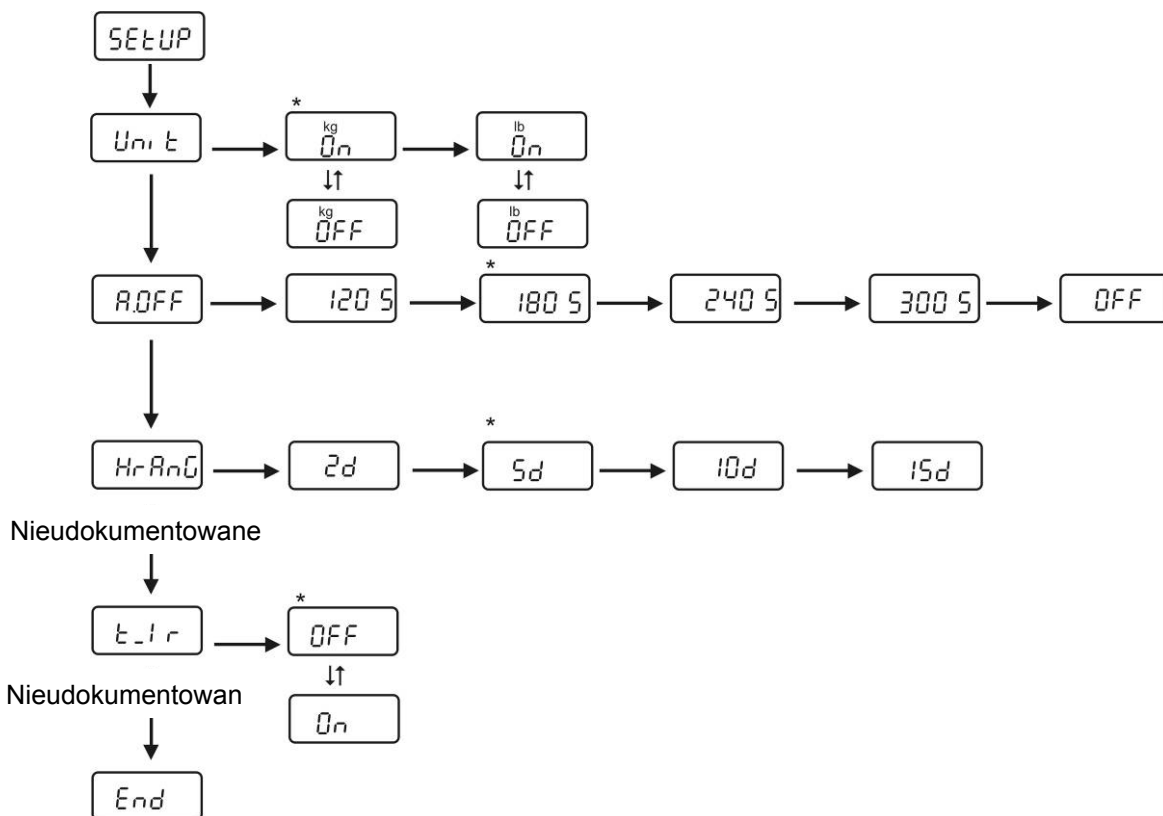 SEtUP
*
Unit
kg
On
lb
On
↓↑
↓↑
kg
OFF
lb
OFF
*
A.OFF
120 S
180 S
240 S
300 S
OFF
*
HrAnG
2d
5d
10d
15d
Nieudokumentowane
*
t_Ir
OFF
↓↑
Nieudokumentowan
On
End